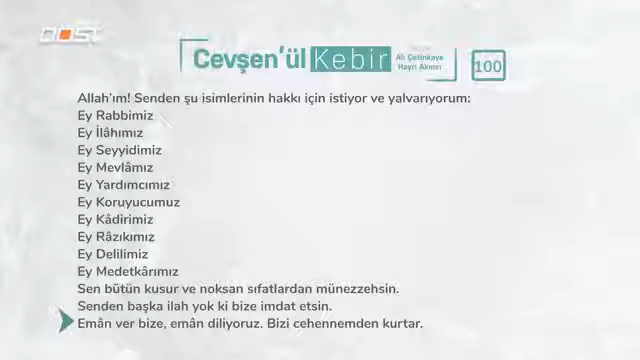 DOST
Cevşen'ül Kebir
Ali Çetinkaya
Hayri Akıncı
100
Allah'ım! Senden şu isimlerinin hakkı için istiyor ve yalvarıyorum:
Ey Rabbimiz
Ey İlâhımız
Ey Seyyidimiz
Ey Mevlâmız
Ey Yardımcımız
Ey Koruyucumuz
Ey Kâdirimiz
Ey Râzıkımız
Ey Delilimiz
Ey Medetkârımız
Sen bütün kusur ve noksan sıfatlardan münezzehsin.
Senden başka ilah yok ki bize imdat etsin.
Emân ver bize, emân diliyoruz. Bizi cehennemden kurtar.